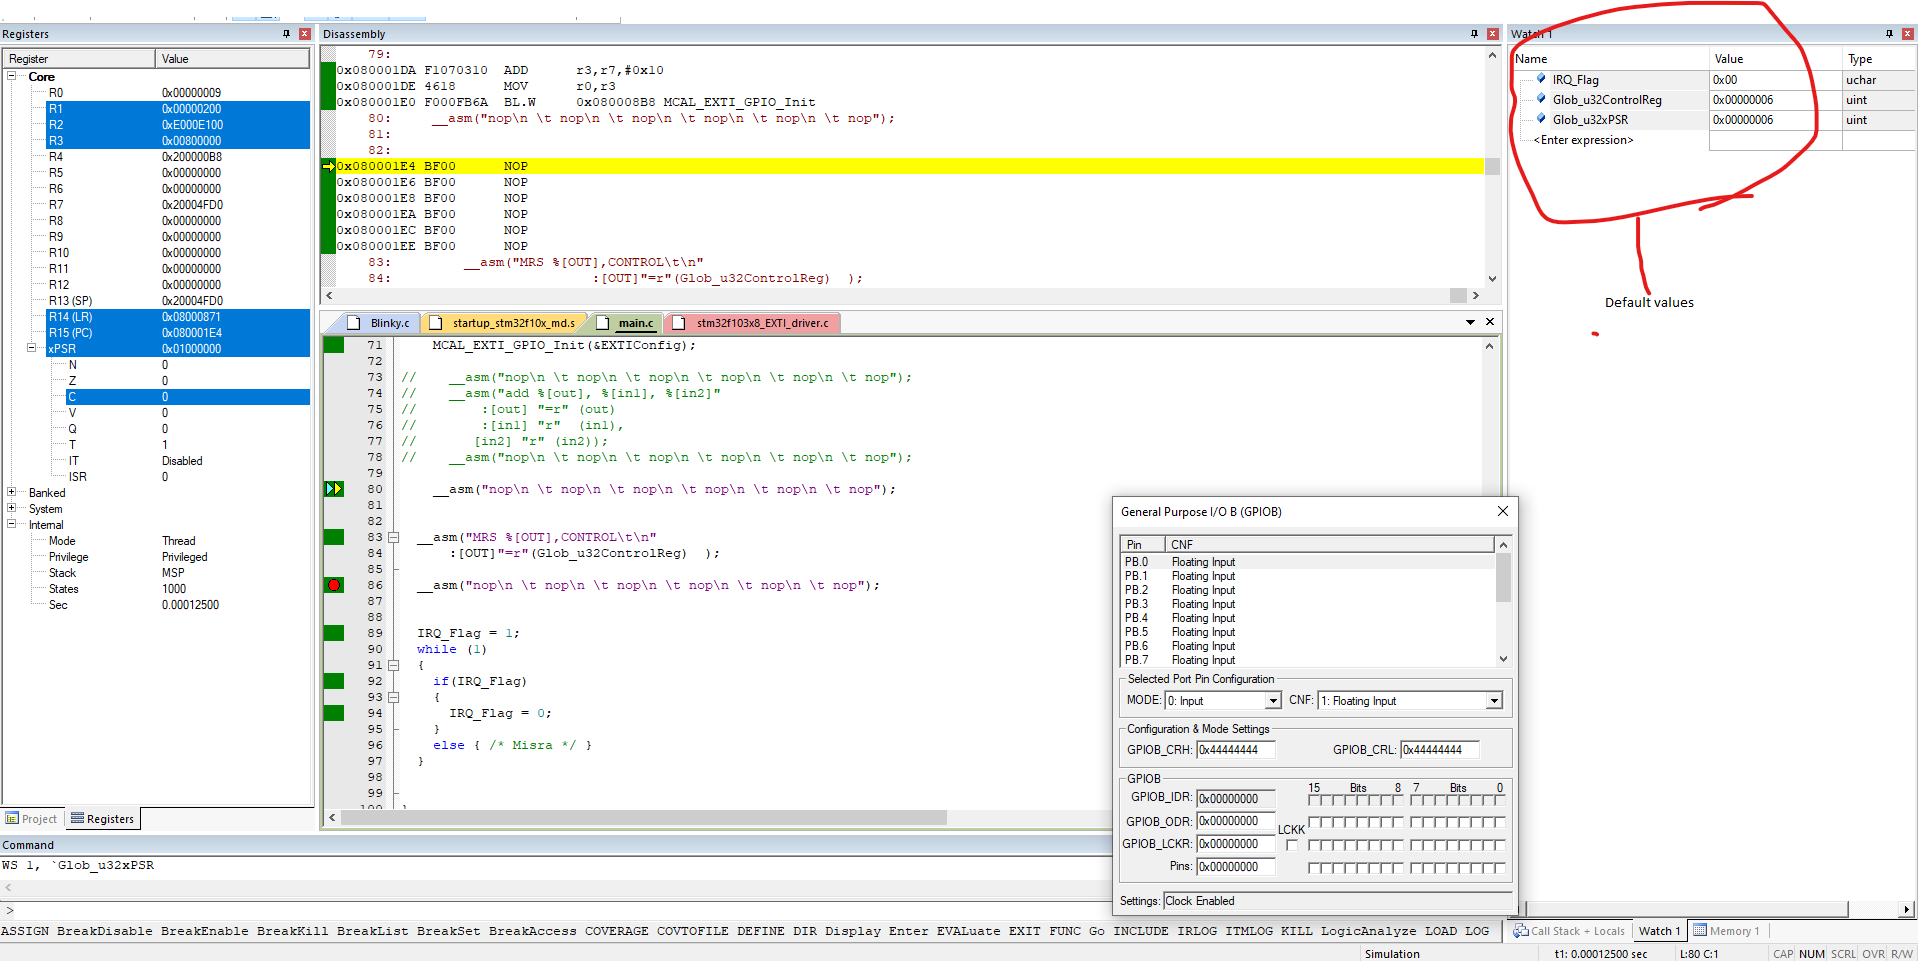 Registers
Register Value
Core
R0 0x00000009
R1 0x00000200
R2 0xE000E100
R3 0x00800000
R4 0x200000B8
R5 0x00000000
R6 0x00000000
R7 0x20004FD0
R8 0x00000000
R9 0x00000000
R10 0x00000000
R11 0x00000000
R12 0x00000000
R13 (SP) 0x20004FD0
R14 (LR) 0x08000871
R15 (PC) 0x080001E4
xPSR 0x01000000
N 0
Z 0
C 0
V 0
Q 0
T 1
IT Disabled
ISR 0
Banked
System
Internal
Mode Thread
Privilege Privileged
Stack MSP
States 1000
Sec 0.00012500
Project Registers
Disassembly
79:
0x080001DA F1070310 ADD r3,r7,#0x10
0x080001DE 4618 MOV r0,r3
0x080001E0 F000FB6A BL.W 0x080008B8 MCAL_EXTI_GPIO_Init
80: __asm("nop\n \t nop\n \t nop\n \t nop\n \t nop\n \t nop");
81:
82:
0x080001E4 BF00 NOP
0x080001E6 BF00 NOP
0x080001E8 BF00 NOP
0x080001EA BF00 NOP
0x080001EC BF00 NOP
0x080001EE BF00 NOP
83: __asm("MRS %[OUT],CONTROL\t\n"
84: :[OUT]"=r"(Glob_u32ControlReg) );
Blinky.c startup_stm32f10x_md.s main.c stm32f103x8_EXTI_driver.c
71 MCAL_EXTI_GPIO_Init(&EXTIConfig);
72
73 // __asm("nop\n \t nop\n \t nop\n \t nop\n \t nop\n \t nop");
74 // __asm("add %[out], %[in1], %[in2]"
75 // :[out] "=r" (out)
76 // :[in1] "r" (in1),
77 // [in2] "r" (in2));
78 // __asm("nop\n \t nop\n \t nop\n \t nop\n \t nop\n \t nop");
79
80 __asm("nop\n \t nop\n \t nop\n \t nop\n \t nop\n \t nop");
81
82
83 __asm("MRS %[OUT],CONTROL\t\n"
84 :[OUT]"=r"(Glob_u32ControlReg) );
85
86 __asm("nop\n \t nop\n \t nop\n \t nop\n \t nop\n \t nop");
87
88
89 IRQ_Flag = 1;
90 while (1)
91 {
92 if(IRQ_Flag)
93 {
94 IRQ_Flag = 0;
95 }
96 else { /* Misra */ }
97 }
98
99
Watch 1
Name Value Type
IRQ_Flag 0x00 uchar
Glob_u32ControlReg 0x00000006 uint
Glob_u32xPSR 0x00000006 uint
<Enter expression>
Default values
General Purpose I/O B (GPIOB)
Pin CNF
PB.0 Floating Input
PB.1 Floating Input
PB.2 Floating Input
PB.3 Floating Input
PB.4 Floating Input
PB.5 Floating Input
PB.6 Floating Input
PB.7 Floating Input
Selected Port Pin Configuration
MODE: 0: Input CNF: 1: Floating Input
Configuration & Mode Settings
GPIOB_CRH: 0x44444444 GPIOB_CRL: 0x44444444
GPIOB
15 Bits 8 7 Bits 0
GPIOB_IDR: 0x00000000
GPIOB_ODR: 0x00000000
LCKK
GPIOB_LCKR: 0x00000000
Pins: 0x00000000
Settings: Clock Enabled
Command
WS 1, `Glob_u32xPSR
>
ASSIGN BreakDisable BreakEnable BreakKill BreakList BreakSet BreakAccess COVERAGE COVTOFILE DEFINE DIR Display Enter EVALuate EXIT FUNC Go INCLUDE IRLOG ITMLOG KILL LogicAnalyze LOAD LOG
Call Stack + Locals Watch 1 Memory 1
Simulation t1: 0.00012500 sec L:80 C:1 CAP NUM SCRL OVR R/W